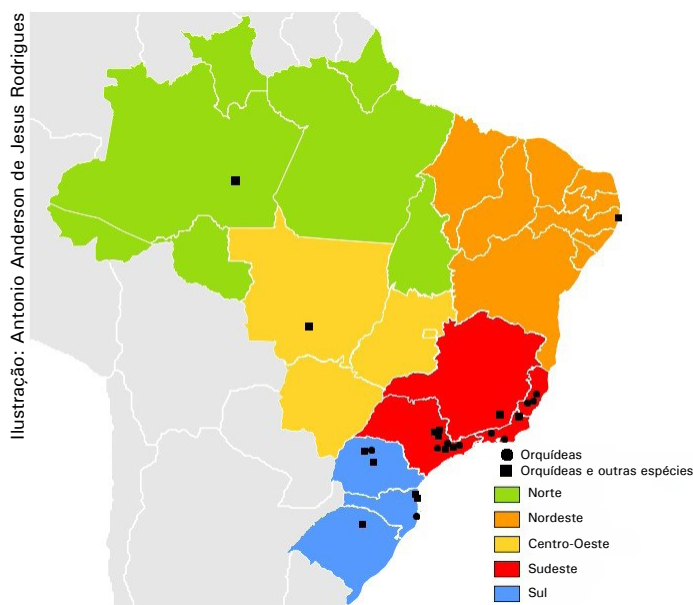 Ilustração: Antonio Anderson de Jesus Rodrigues
Orquídeas
Orquídeas e outras espécies
Norte
Nordeste
Centro-Oeste
Sudeste
Sul